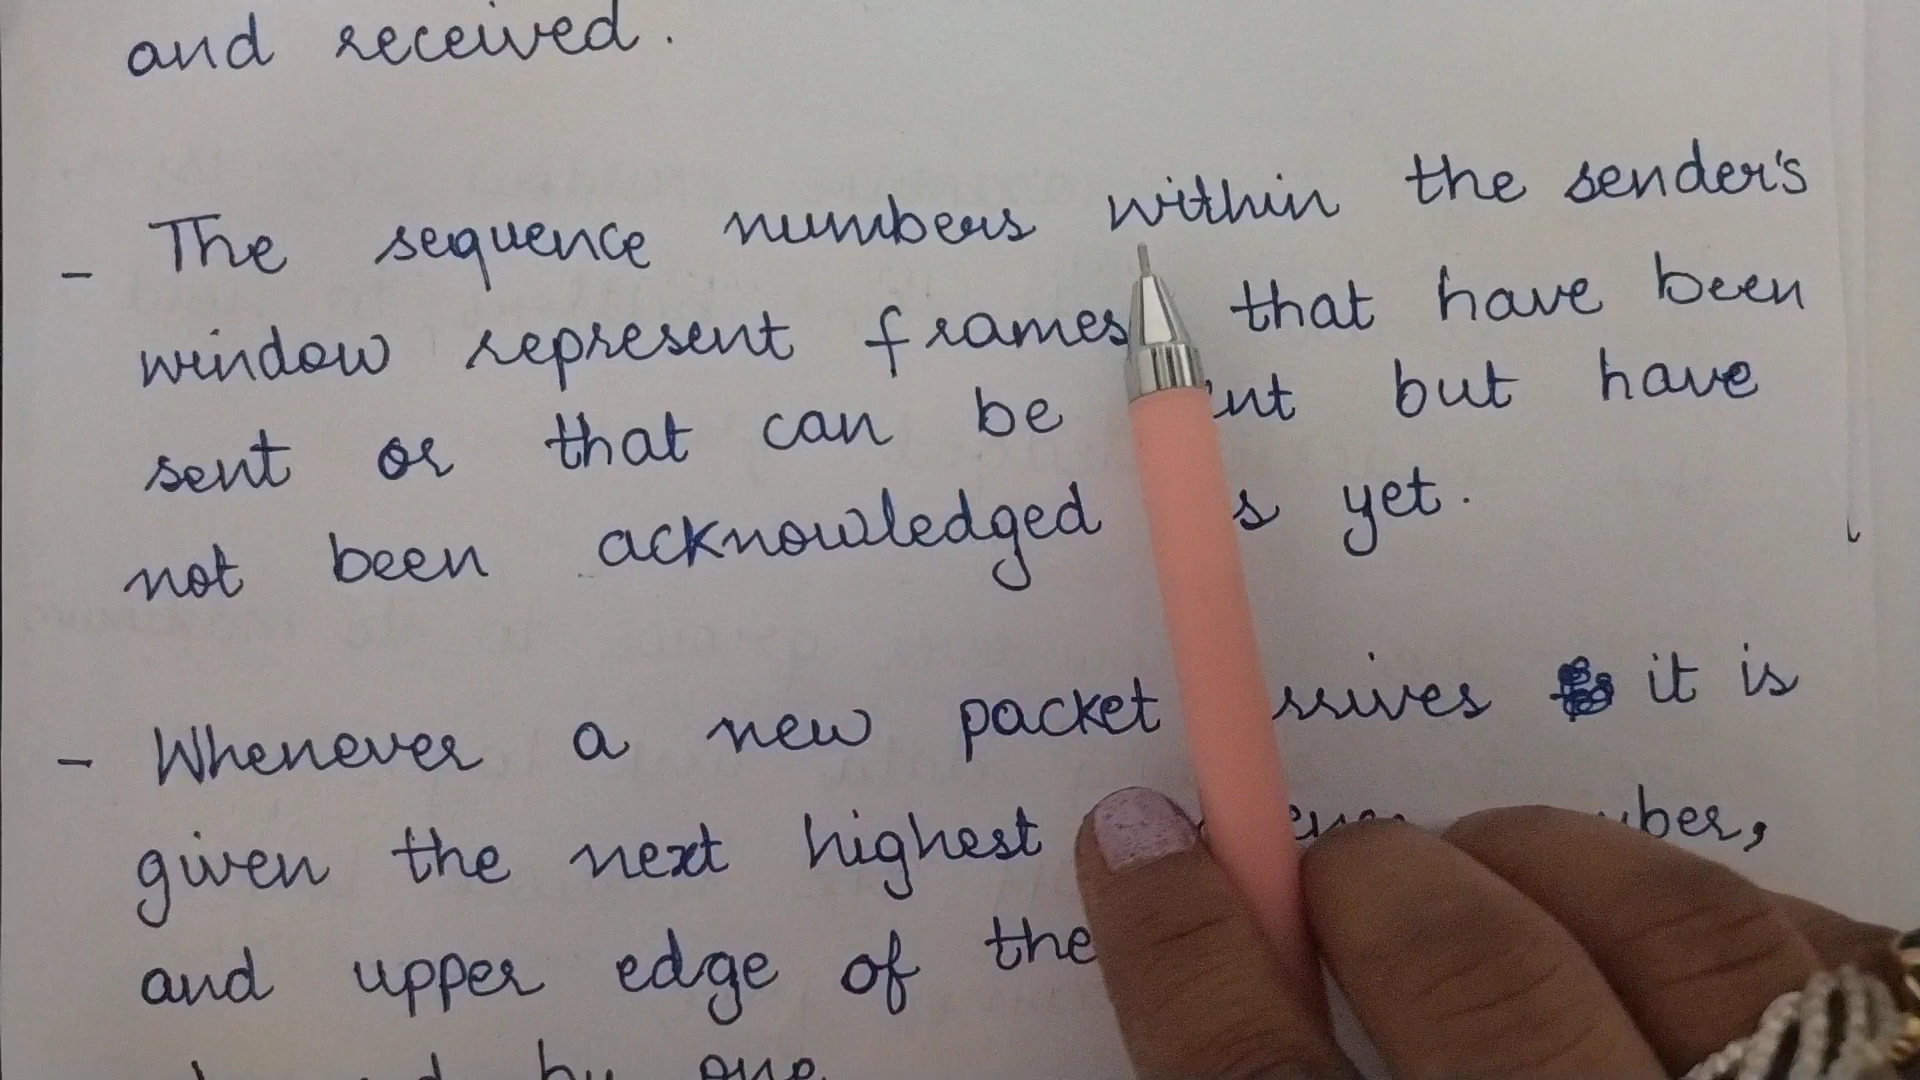 and received.
- The sequence numbers within the sender's
window represent frames that have been
sent or that can be but have
not been acknowledged yet.
- Whenever a new packet it is
given the next highest
and upper edge of the
by one